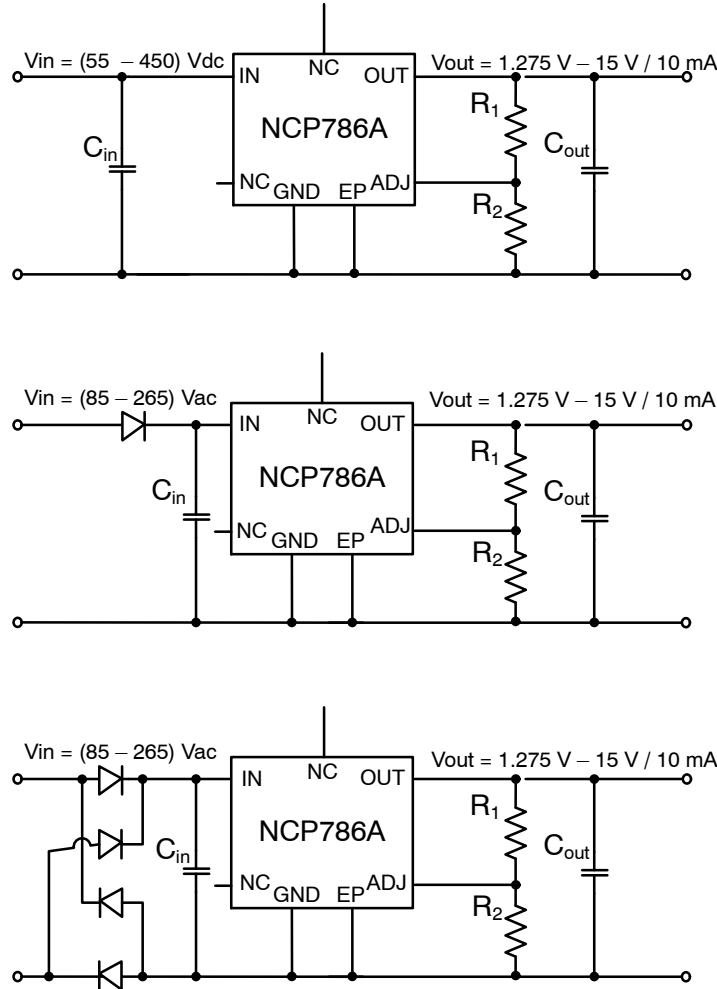 Vin = (55 – 450) Vdc
NC
Vout = 1.275 V – 15 V / 10 mA
IN
OUT
R1
NCP786A
Cin
Cout
NC
GND
EP
ADJ
R2
Vin = (85 – 265) Vac
NC
Vout = 1.275 V – 15 V / 10 mA
IN
OUT
R1
NCP786A
Cin
Cout
NC
GND
EP
ADJ
R2
Vin = (85 – 265) Vac
NC
Vout = 1.275 V – 15 V / 10 mA
IN
OUT
R1
NCP786A
Cin
Cout
NC
GND
EP
ADJ
R2